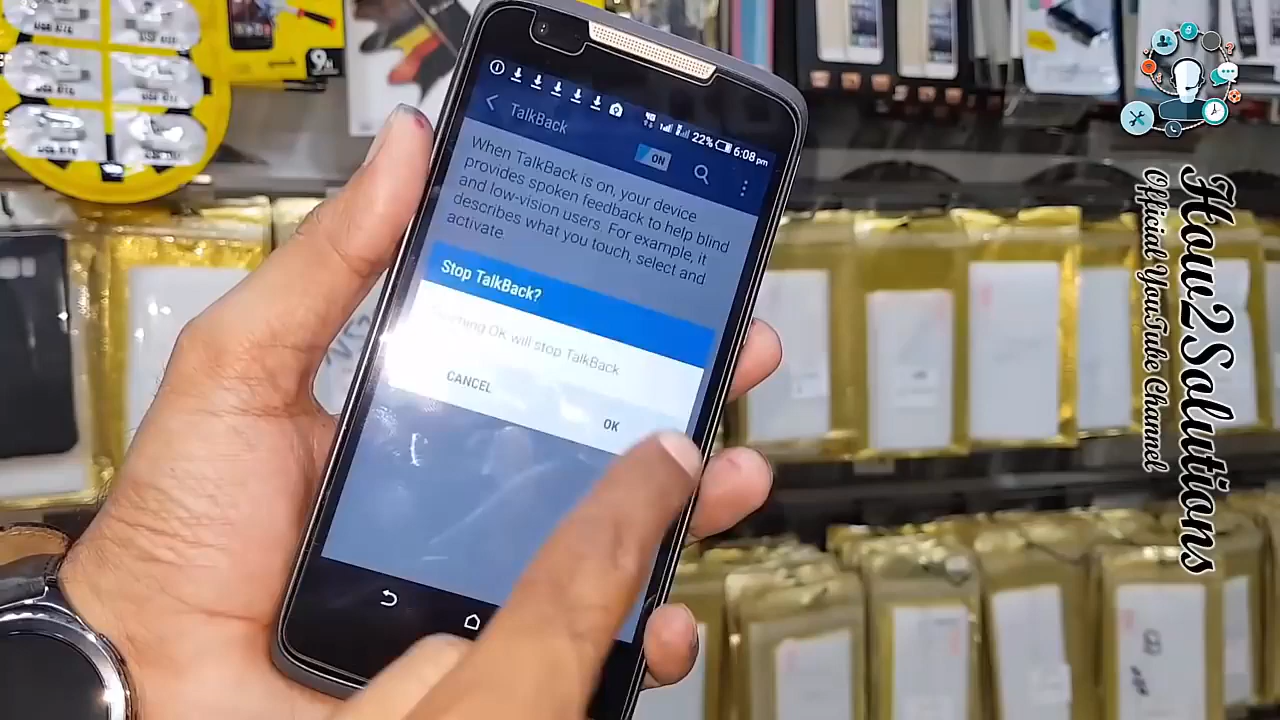 22% 6:08 pm
TalkBack
ON
When TalkBack is on, your device
provides spoken feedback to help blind
and low-vision users. For example, it
describes what you touch, select and
activate.
Stop TalkBack?
OK will stop TalkBack
CANCEL
OK
How2Solutions
Official YouTube Channel